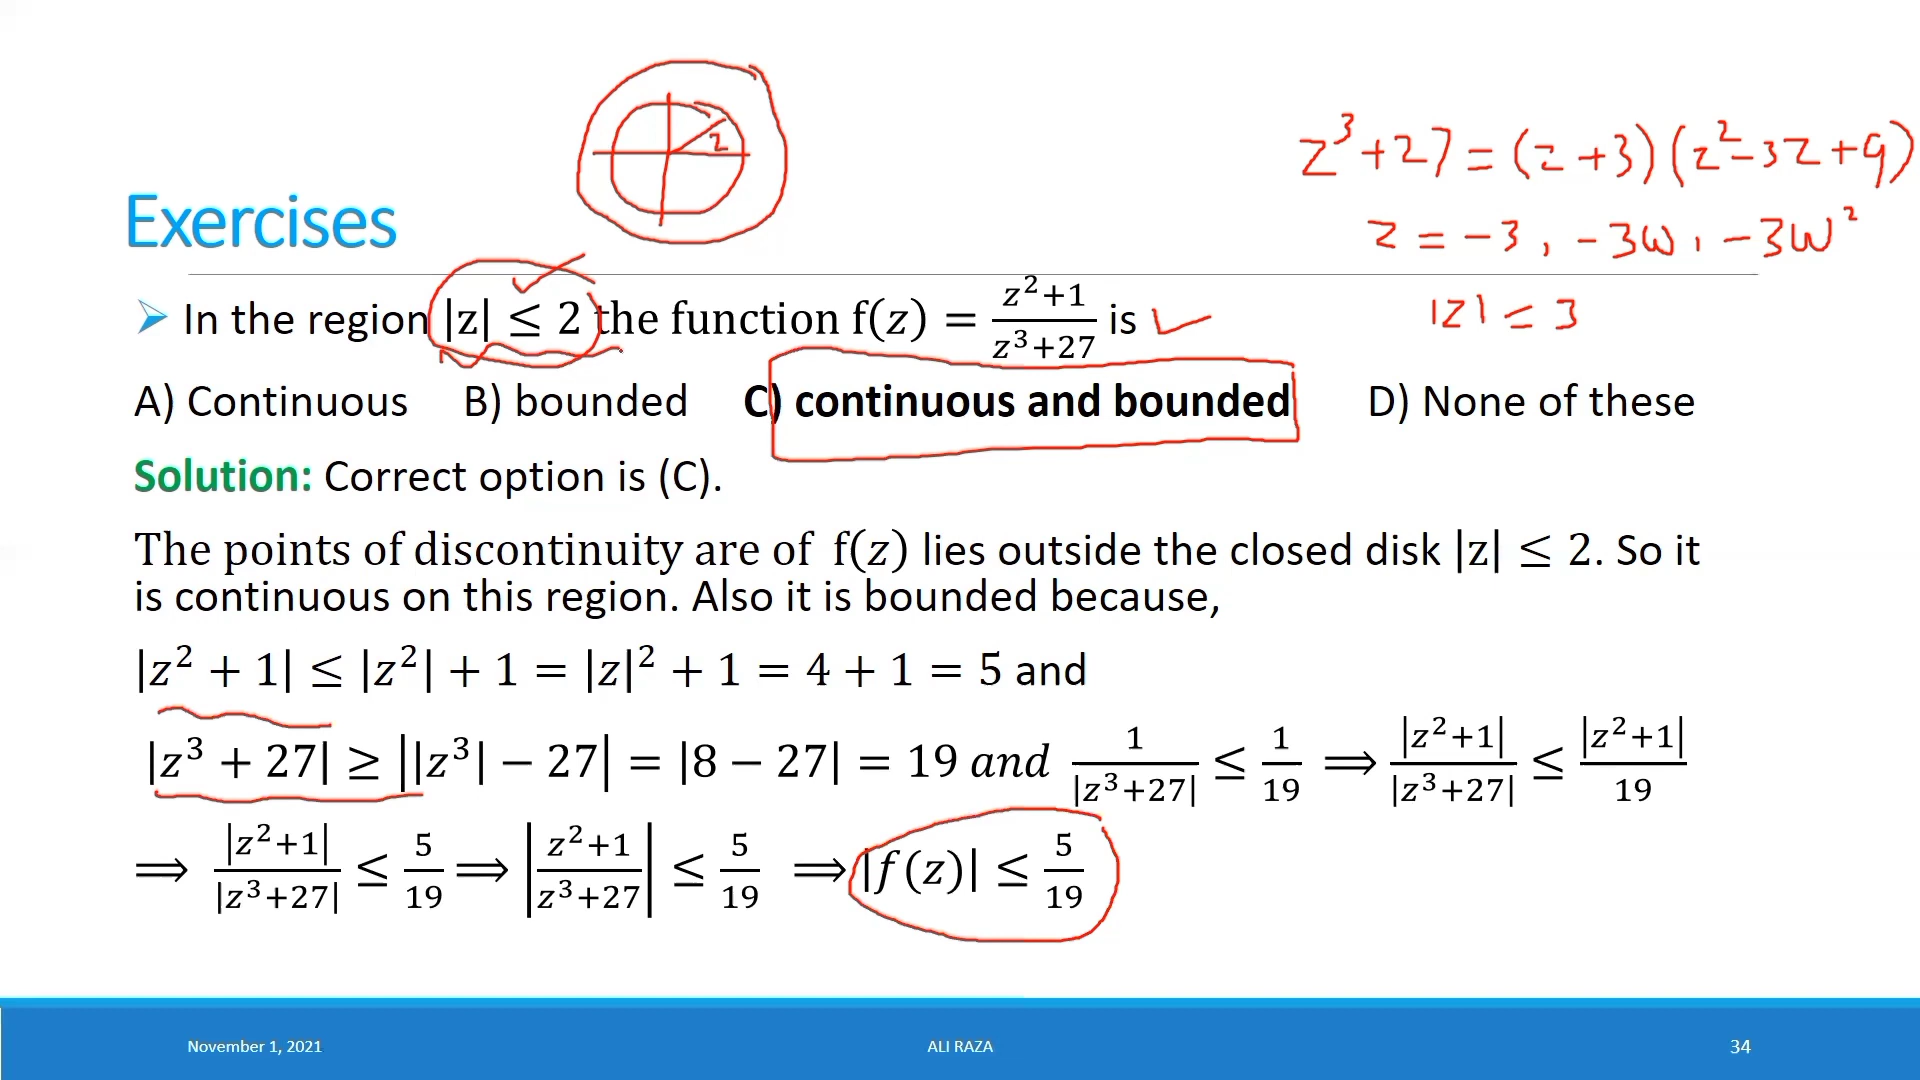 2
z³+27 = (z+3)(z²-3z+9)
Exercises
z = -3, -3w, -3w²
|z| ≤ 3
➢ In the region |z| ≤ 2 the function f(z) = (z²+1)/(z³+27) is ✓
A) Continuous B) bounded C) continuous and bounded D) None of these
Solution: Correct option is (C).
The points of discontinuity are of f(z) lies outside the closed disk |z| ≤ 2. So it
is continuous on this region. Also it is bounded because,
|z² + 1| ≤ |z²| + 1 = |z|² + 1 = 4 + 1 = 5 and
|z³ + 27| ≥ ||z³| − 27| = |8 − 27| = 19 and 1/|z³+27| ≤ 1/19 ⟹ |z²+1|/|z³+27| ≤ |z²+1|/19
⟹ |z²+1|/|z³+27| ≤ 5/19 ⟹ |(z²+1)/(z³+27)| ≤ 5/19 ⟹ |f(z)| ≤ 5/19
November 1, 2021 ALI RAZA 34